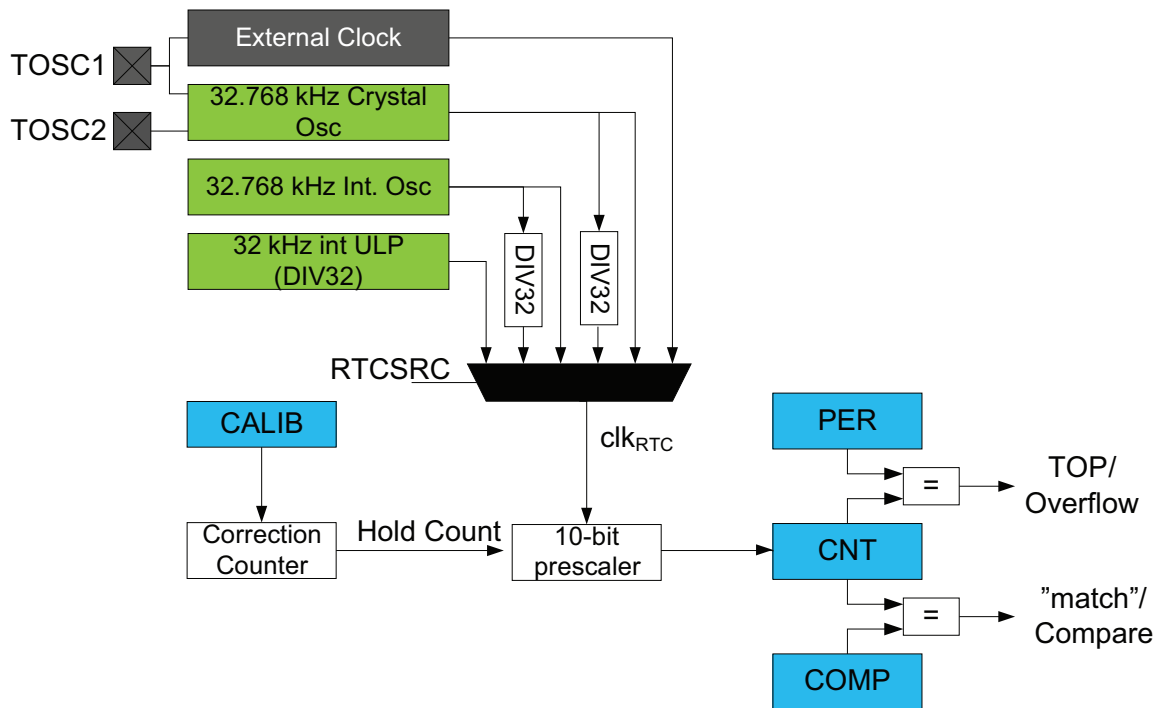 External Clock
TOSC1
32.768 kHz Crystal
Osc
TOSC2
32.768 kHz Int. Osc
32 kHz int ULP
(DIV32)
DIV32
DIV32
RTCSRC
CALIB
clkRTC
PER
=
TOP/
Overflow
Correction
Counter
Hold Count
10-bit
prescaler
CNT
=
”match”/
Compare
COMP